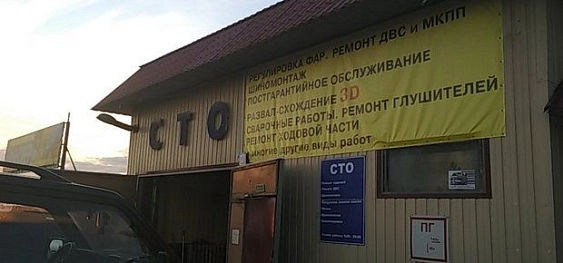 СТО
РЕГУЛИРОВКА ФАР. РЕМОНТ ДВС и МКПП
ШИНОМОНТАЖ
ПОСТГАРАНТИЙНОЕ ОБСЛУЖИВАНИЕ
РАЗВАЛ-СХОЖДЕНИЕ 3D
СВАРОЧНЫЕ РАБОТЫ, РЕМОНТ ГЛУШИТЕЛЕЙ
РЕМОНТ ХОДОВОЙ ЧАСТИ
и многие другие виды работ
СТО
ПГ